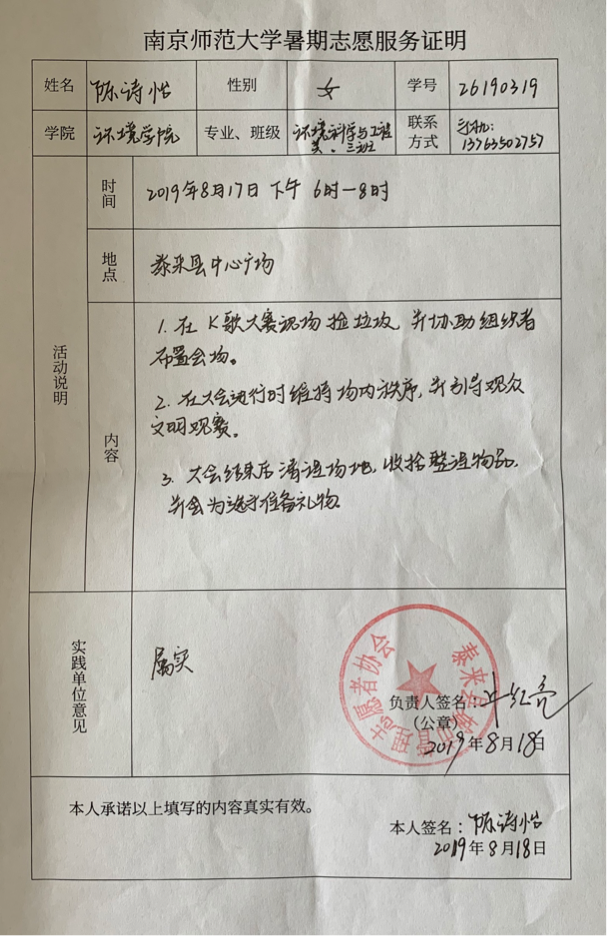 南京师范大学暑期志愿服务证明
姓名 陈诗怡 性别 女 学号 26190319
学院 环境学院 专业、班级 环境科学与工程类、三班 联系方式 手机：13763502757
活动说明
时间 2019年8月17日 下午 6时—8时
地点 泰来县中心广场
内容
1. 在K歌大赛现场捡垃圾,并协助组织者
布置会场。
2. 在大会进行时维持场内秩序,并引导观众
文明观赛。
3. 大会结束后清理场地,收拾整理物品,
并会为选手准备礼物.
实践单位意见
属实
泰来县 管理志愿者协会
负责人签名：
（公章）
2019年8月18日
本人承诺以上填写的内容真实有效。
本人签名：陈诗怡
2019年8月18日